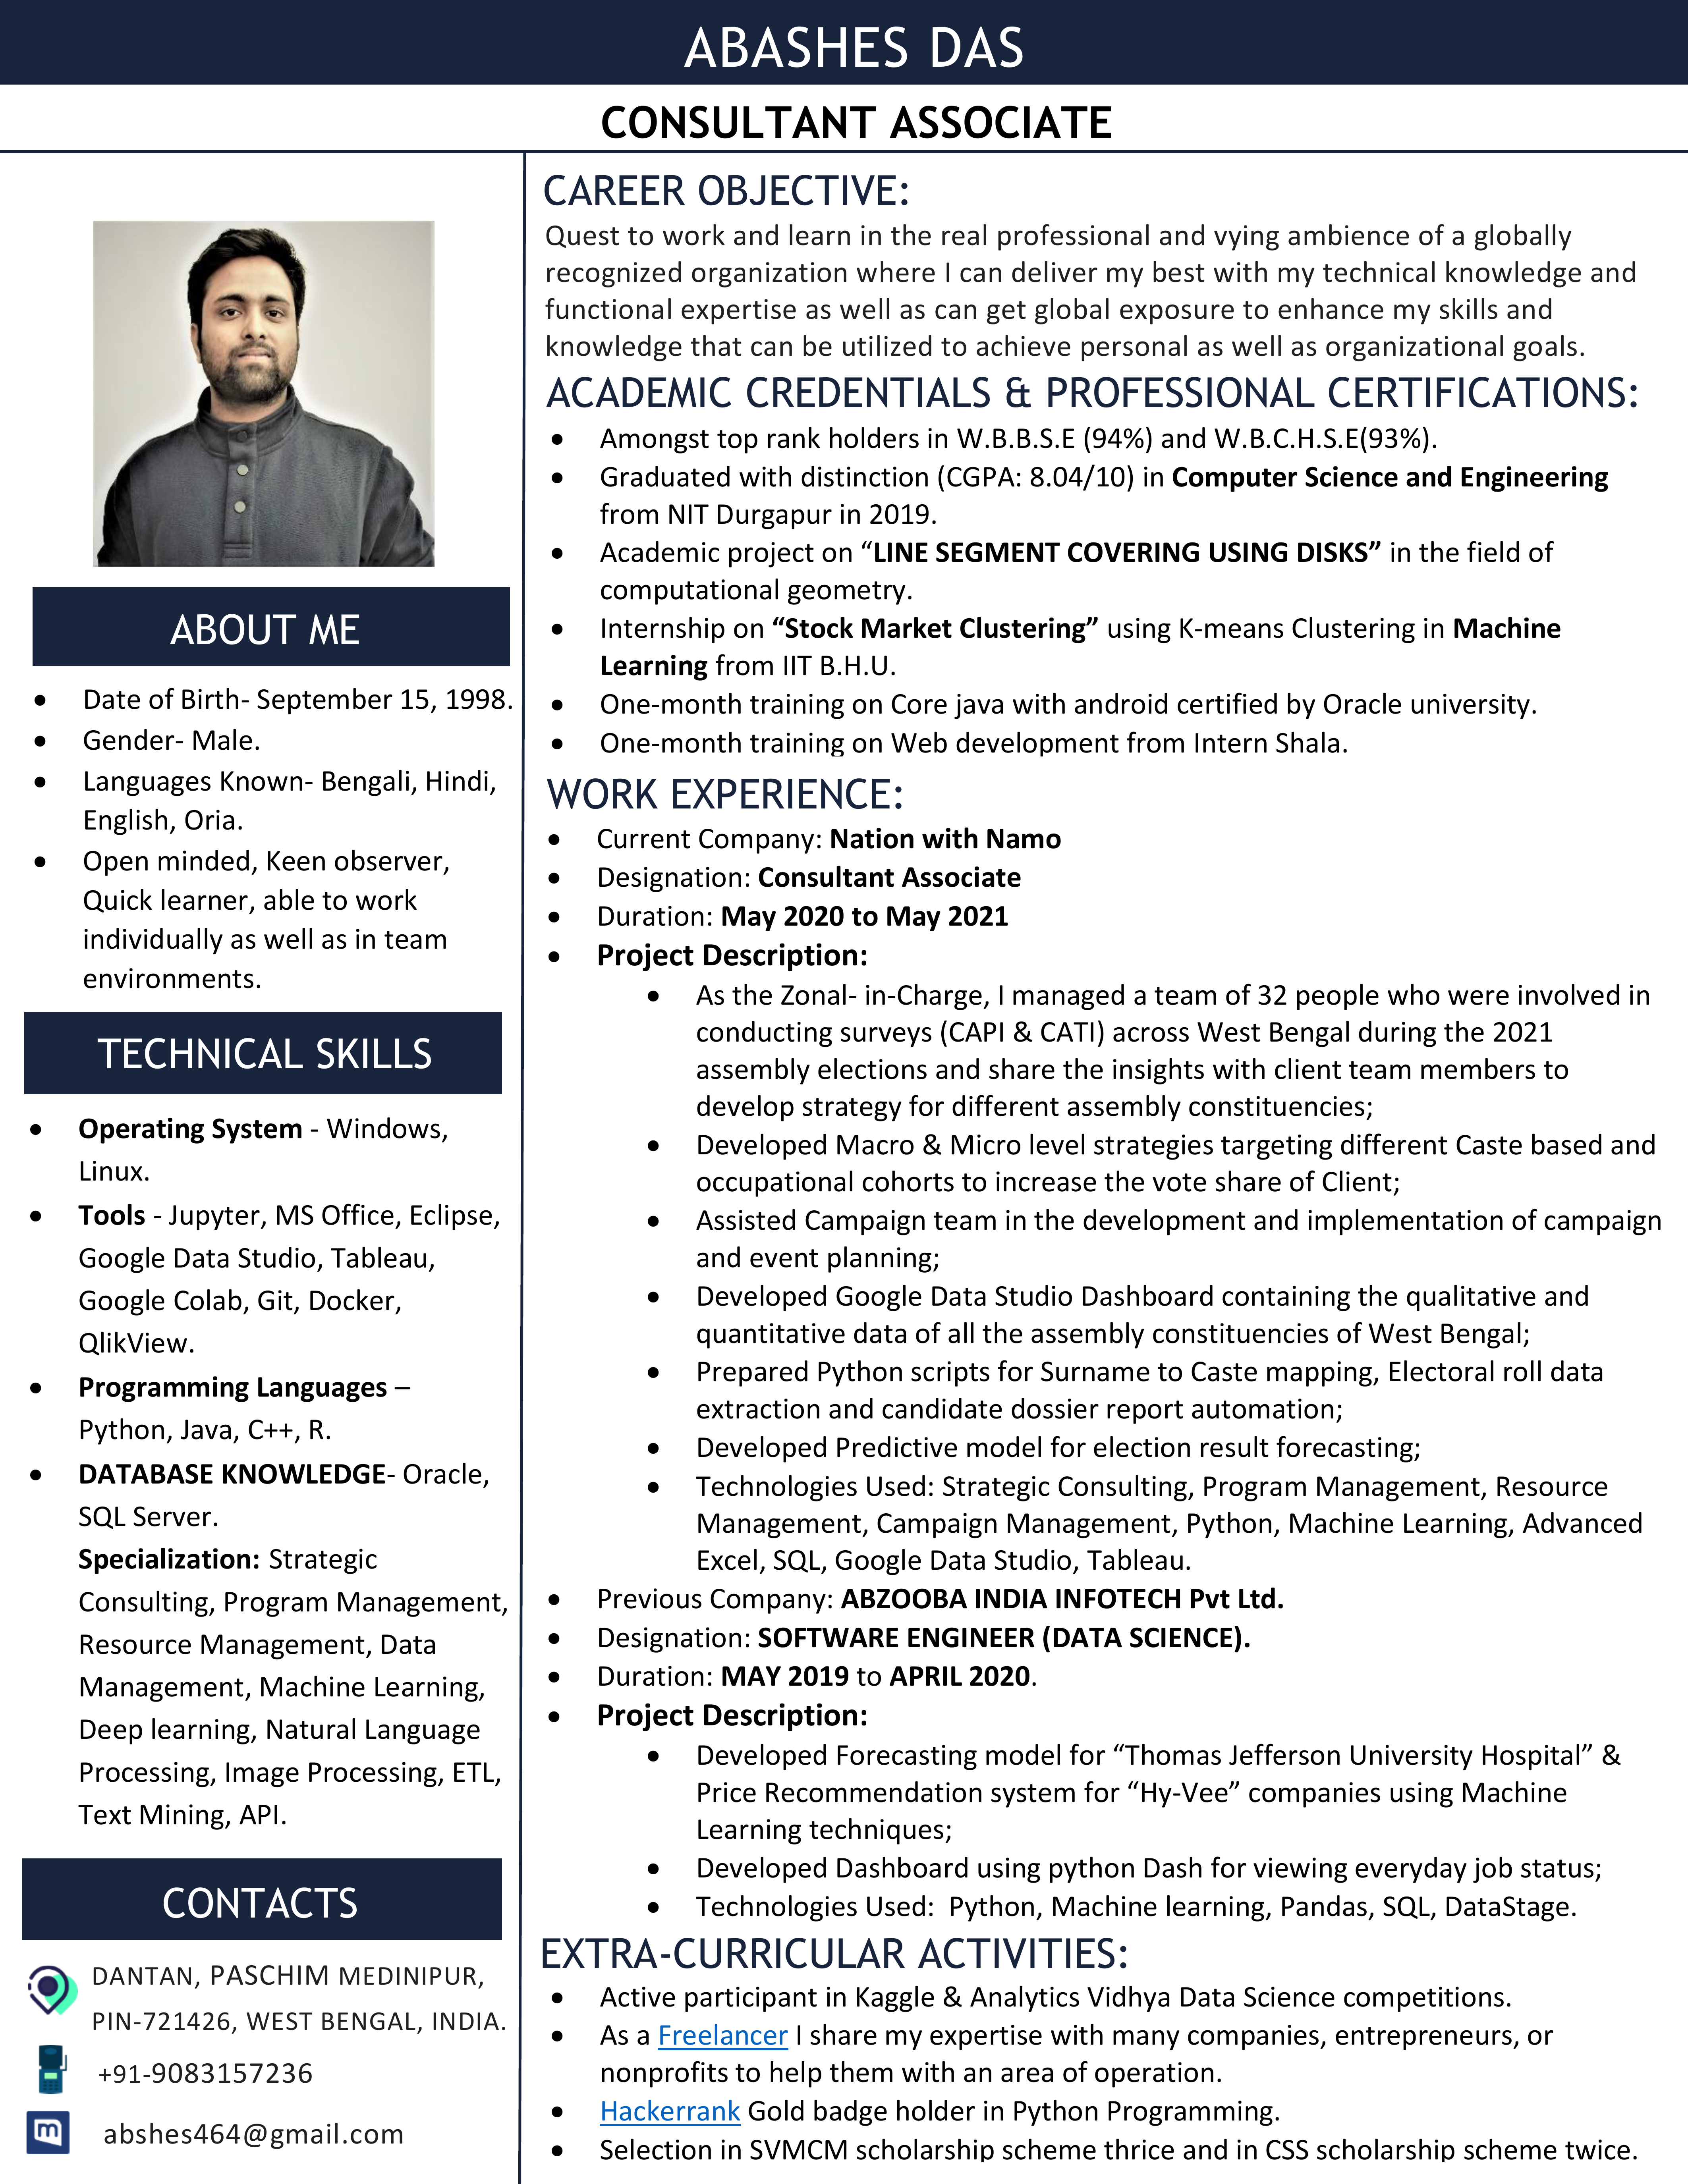 ABASHES DAS
CONSULTANT ASSOCIATE
ABOUT ME
• Date of Birth- September 15, 1998.
• Gender- Male.
• Languages Known- Bengali, Hindi,
English, Oria.
• Open minded, Keen observer,
Quick learner, able to work
individually as well as in team
environments.
TECHNICAL SKILLS
• Operating System - Windows,
Linux.
• Tools - Jupyter, MS Office, Eclipse,
Google Data Studio, Tableau,
Google Colab, Git, Docker,
QlikView.
• Programming Languages –
Python, Java, C++, R.
• DATABASE KNOWLEDGE- Oracle,
SQL Server.
Specialization: Strategic
Consulting, Program Management,
Resource Management, Data
Management, Machine Learning,
Deep learning, Natural Language
Processing, Image Processing, ETL,
Text Mining, API.
CONTACTS
DANTAN, PASCHIM MEDINIPUR,
PIN-721426, WEST BENGAL, INDIA.
+91-9083157236
m
abshes464@gmail.com
CAREER OBJECTIVE:
Quest to work and learn in the real professional and vying ambience of a globally
recognized organization where I can deliver my best with my technical knowledge and
functional expertise as well as can get global exposure to enhance my skills and
knowledge that can be utilized to achieve personal as well as organizational goals.
ACADEMIC CREDENTIALS & PROFESSIONAL CERTIFICATIONS:
• Amongst top rank holders in W.B.B.S.E (94%) and W.B.C.H.S.E(93%).
• Graduated with distinction (CGPA: 8.04/10) in Computer Science and Engineering
from NIT Durgapur in 2019.
• Academic project on “LINE SEGMENT COVERING USING DISKS” in the field of
computational geometry.
• Internship on “Stock Market Clustering” using K-means Clustering in Machine
Learning from IIT B.H.U.
• One-month training on Core java with android certified by Oracle university.
• One-month training on Web development from Intern Shala.
WORK EXPERIENCE:
• Current Company: Nation with Namo
• Designation: Consultant Associate
• Duration: May 2020 to May 2021
• Project Description:
• As the Zonal- in-Charge, I managed a team of 32 people who were involved in
conducting surveys (CAPI & CATI) across West Bengal during the 2021
assembly elections and share the insights with client team members to
develop strategy for different assembly constituencies;
• Developed Macro & Micro level strategies targeting different Caste based and
occupational cohorts to increase the vote share of Client;
• Assisted Campaign team in the development and implementation of campaign
and event planning;
• Developed Google Data Studio Dashboard containing the qualitative and
quantitative data of all the assembly constituencies of West Bengal;
• Prepared Python scripts for Surname to Caste mapping, Electoral roll data
extraction and candidate dossier report automation;
• Developed Predictive model for election result forecasting;
• Technologies Used: Strategic Consulting, Program Management, Resource
Management, Campaign Management, Python, Machine Learning, Advanced
Excel, SQL, Google Data Studio, Tableau.
• Previous Company: ABZOOBA INDIA INFOTECH Pvt Ltd.
• Designation: SOFTWARE ENGINEER (DATA SCIENCE).
• Duration: MAY 2019 to APRIL 2020.
• Project Description:
• Developed Forecasting model for “Thomas Jefferson University Hospital” &
Price Recommendation system for “Hy-Vee” companies using Machine
Learning techniques;
• Developed Dashboard using python Dash for viewing everyday job status;
• Technologies Used: Python, Machine learning, Pandas, SQL, DataStage.
EXTRA-CURRICULAR ACTIVITIES:
• Active participant in Kaggle & Analytics Vidhya Data Science competitions.
• As a Freelancer I share my expertise with many companies, entrepreneurs, or
nonprofits to help them with an area of operation.
• Hackerrank Gold badge holder in Python Programming.
• Selection in SVMCM scholarship scheme thrice and in CSS scholarship scheme twice.